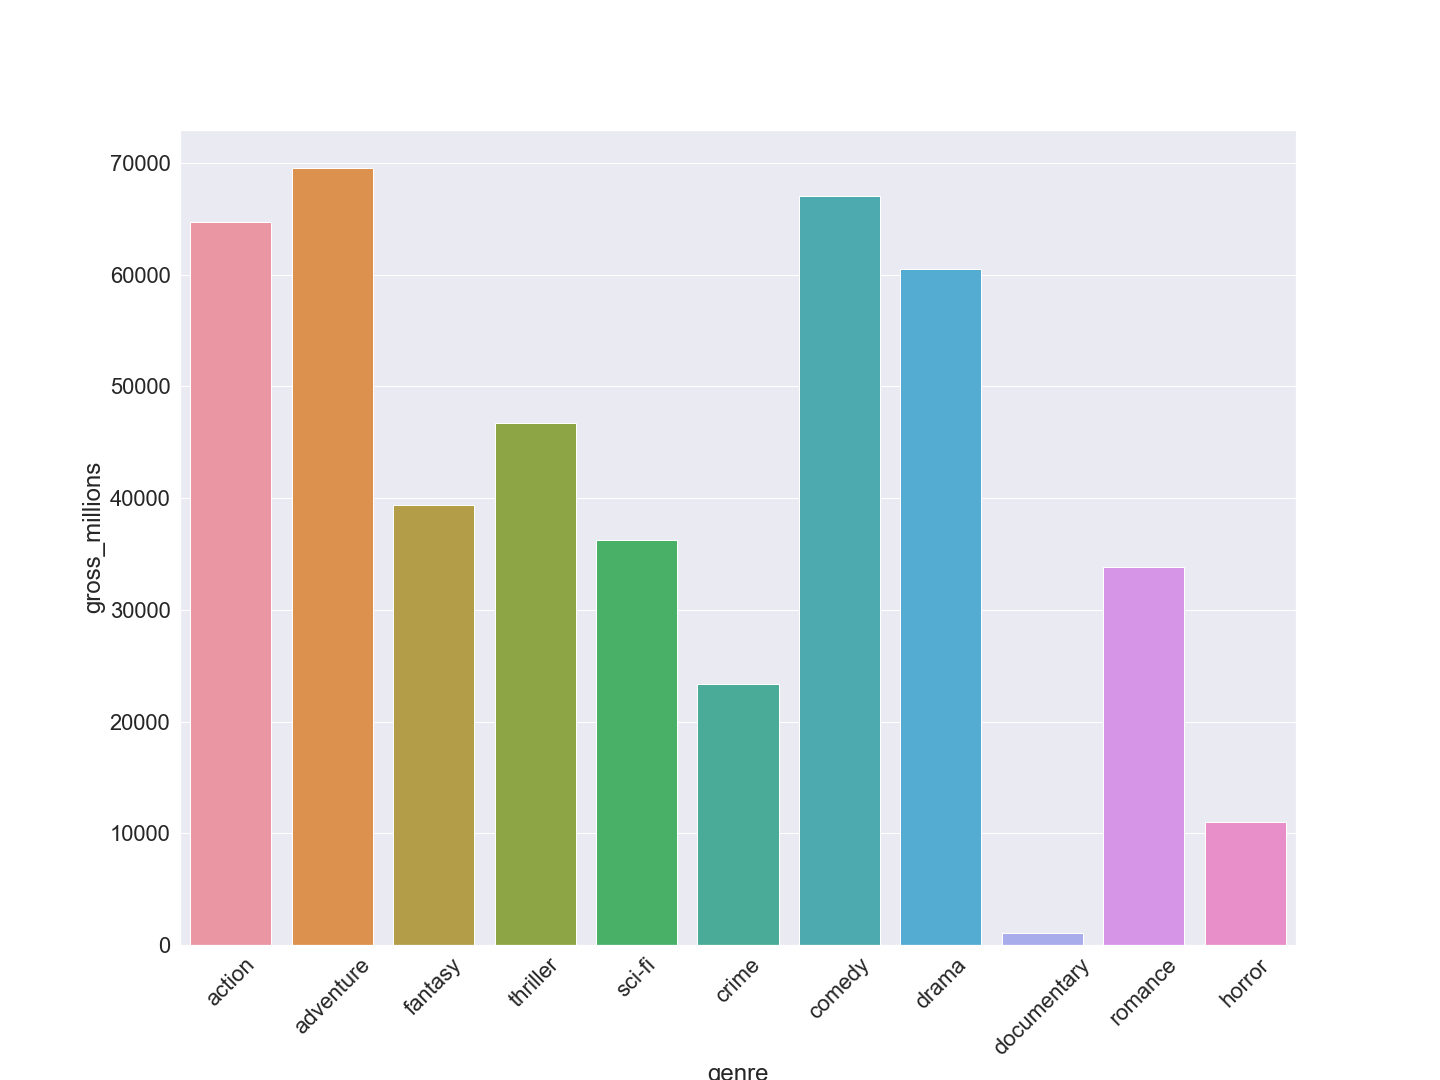 70000
60000
50000
40000
30000
20000
10000
0
gross_millions
action
adventure
fantasy
thriller
sci-fi
crime
comedy
drama
documentary
romance
horror
genre